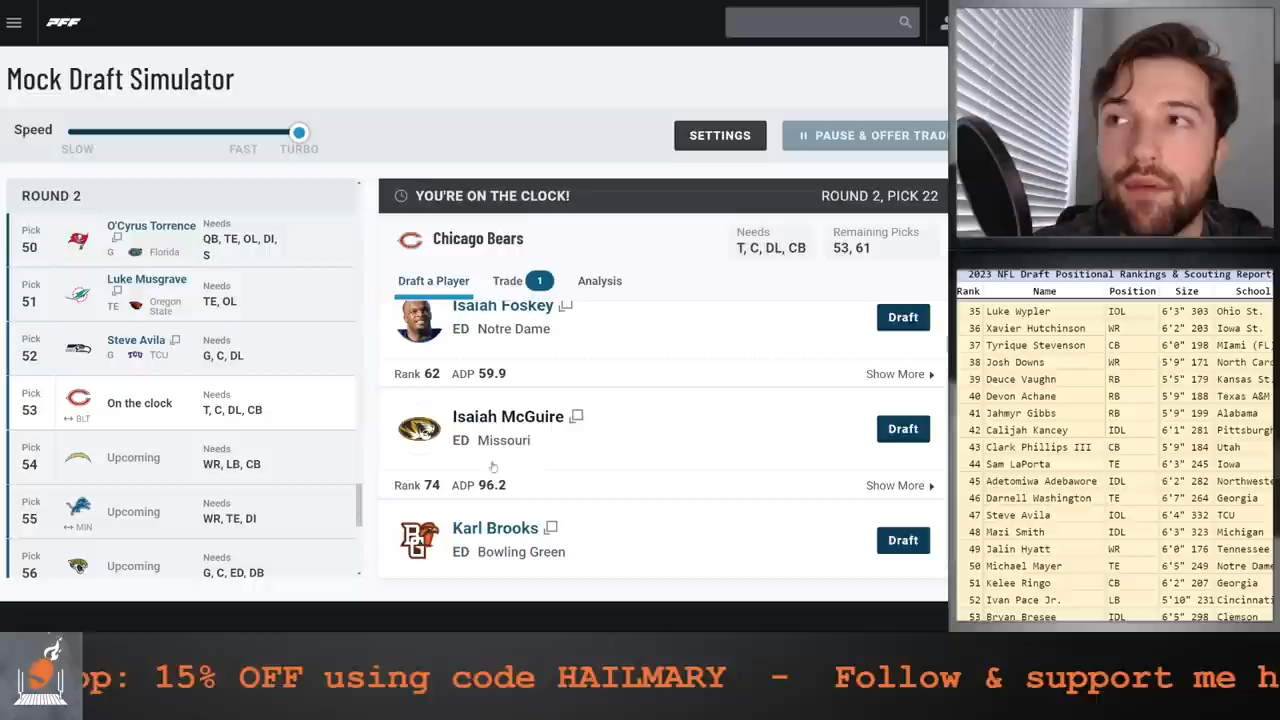 PFF
Mock Draft Simulator
Speed
SLOW
FAST
TURBO
SETTINGS
PAUSE & OFFER TRAD
ROUND 2
Pick 50
O'Cyrus Torrence
G Florida
Needs
QB, TE, OL, DI, S
Pick 51
Luke Musgrave
TE Oregon State
Needs
TE, OL
Pick 52
Steve Avila
G TCU TCU
Needs
G, C, DL
Pick 53
BLT
On the clock
Needs
T, C, DL, CB
Pick 54
Upcoming
Needs
WR, LB, CB
Pick 55
MIN
Upcoming
Needs
WR, TE, DI
Pick 56
Upcoming
Needs
G, C, ED, DB
YOU'RE ON THE CLOCK!
ROUND 2, PICK 22
Chicago Bears
Needs
T, C, DL, CB
Remaining Picks
53, 61
Draft a Player
Trade 1
Analysis
Isaiah Foskey
ED Notre Dame
Draft
Rank 62 ADP 59.9
Show More
Isaiah McGuire
ED Missouri
Draft
Rank 74 ADP 96.2
Show More
BG
Karl Brooks
ED Bowling Green
Draft
2023 NFL Draft Positional Rankings & Scouting Report
Rank Name Position Size School
35 Luke Wypler IOL 6'3" 303 Ohio St.
36 Xavier Hutchinson WR 6'2" 203 Iowa St.
37 Tyrique Stevenson CB 6'0" 198 MIami (FL
38 Josh Downs WR 5'9" 171 North Car
39 Deuce Vaughn RB 5'5" 179 Kansas St.
40 Devon Achane RB 5'9" 188 Texas A&M
41 Jahmyr Gibbs RB 5'9" 199 Alabama
42 Calijah Kancey IDL 6'1" 281 Pittsburgh
43 Clark Phillips III CB 5'9" 184 Utah
44 Sam LaPorta TE 6'3" 245 Iowa
45 Adetomiwa Adebawore IDL 6'2" 282 Northwest
46 Darnell Washington TE 6'7" 264 Georgia
47 Steve Avila IOL 6'4" 332 TCU
48 Mazi Smith IDL 6'3" 323 Michigan
49 Jalin Hyatt WR 6'0" 176 Tennessee
50 Michael Mayer TE 6'5" 249 Notre Dame
51 Kelee Ringo CB 6'2" 207 Georgia
52 Ivan Pace Jr. LB 5'10" 231 Cincinnati
53 Bryan Bresee IDL 6'5" 298 Clemson
op: 15% OFF using code HAILMARY - Follow & support me h